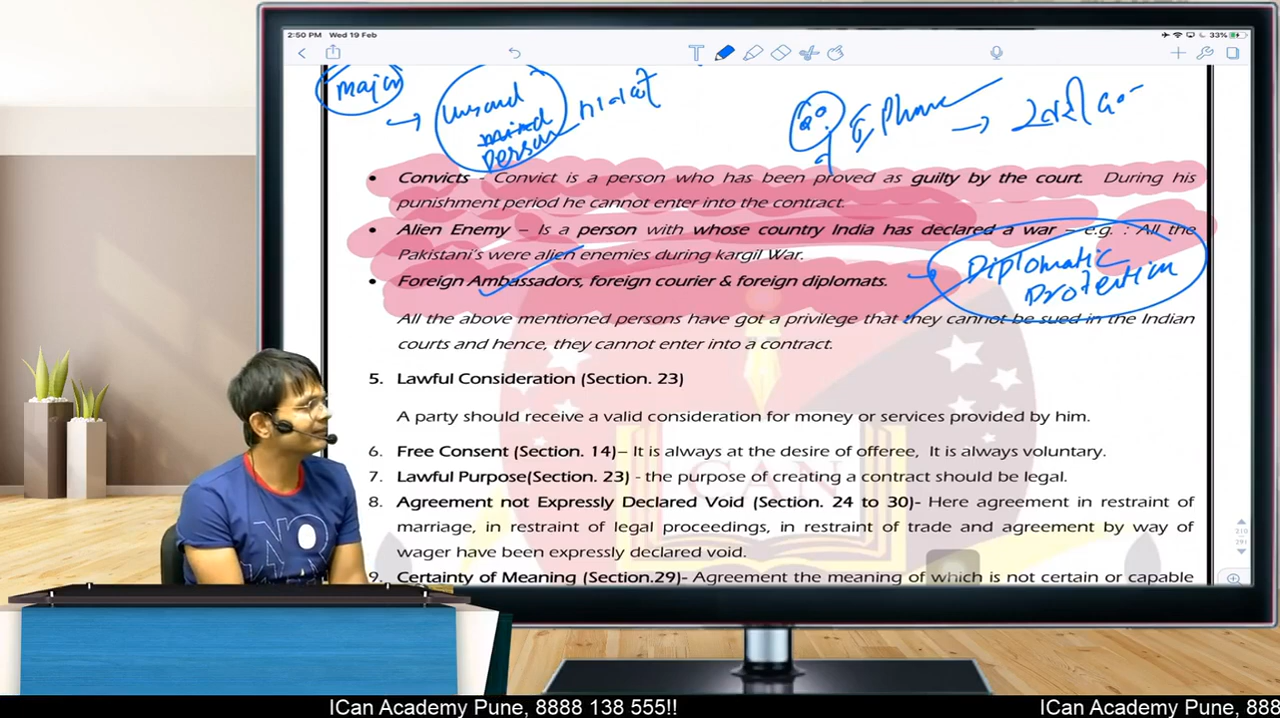 2:50 PM Wed 19 Feb
33%
T
major
unsound
mind
person
Phone
Convicts - Convict is a person who has been proved as guilty by the court. During his
punishment period he cannot enter into the contract.
Alien Enemy – Is a person with whose country India has declared a war – e.g. : All the
Pakistani's were alien enemies during kargil War.
Foreign Ambassadors, foreign courier & foreign diplomats.
Diplomatic
Protection
All the above mentioned persons have got a privilege that they cannot be sued in the Indian
courts and hence, they cannot enter into a contract.
5. Lawful Consideration (Section. 23)
A party should receive a valid consideration for money or services provided by him.
6. Free Consent (Section. 14)– It is always at the desire of offeree, It is always voluntary.
7. Lawful Purpose(Section. 23) - the purpose of creating a contract should be legal.
8. Agreement not Expressly Declared Void (Section. 24 to 30)- Here agreement in restraint of
marriage, in restraint of legal proceedings, in restraint of trade and agreement by way of
wager have been expressly declared void.
9. Certainty of Meaning (Section.29)- Agreement the meaning of which is not certain or capable
210
291
CAN
ICan Academy Pune, 8888 138 555!!
ICan Academy Pune, 888